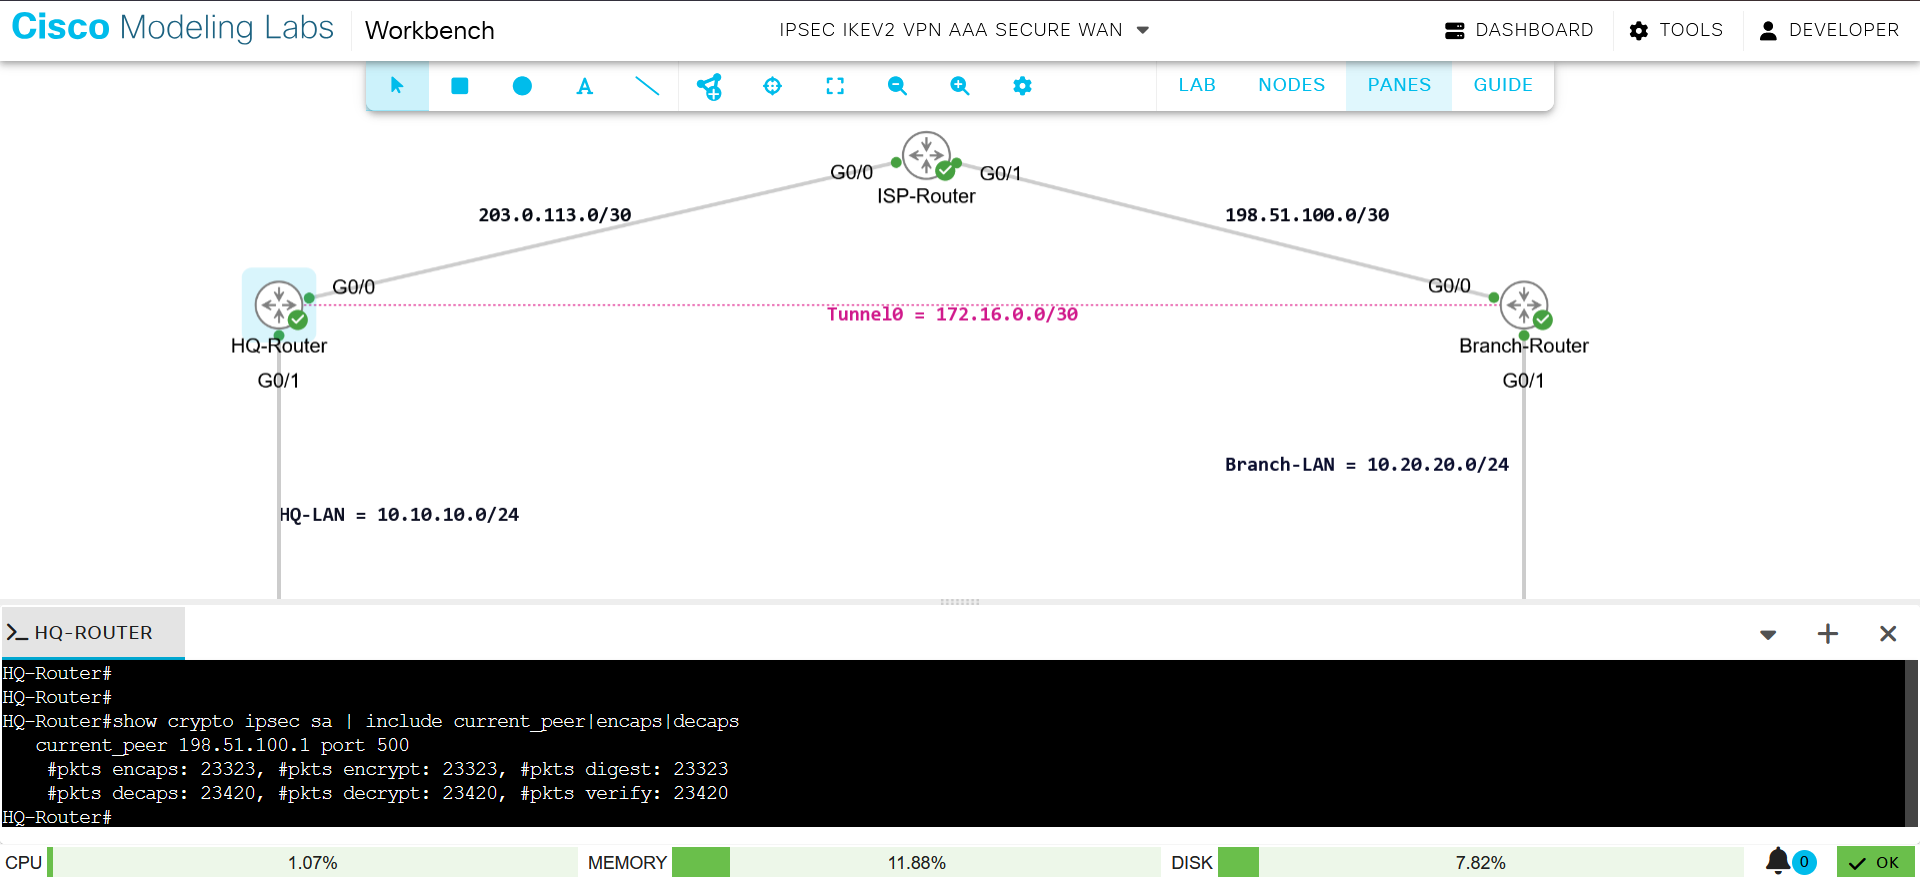 Cisco Modeling Labs Workbench IPSEC IKEV2 VPN AAA SECURE WAN DASHBOARD TOOLS DEVELOPER
A LAB NODES PANES GUIDE
G0/0 G0/1
ISP-Router
203.0.113.0/30 198.51.100.0/30
G0/0 G0/0
Tunnel0 = 172.16.0.0/30
HQ-Router Branch-Router
G0/1 G0/1
Branch-LAN = 10.20.20.0/24
HQ-LAN = 10.10.10.0/24
HQ-ROUTER
HQ-Router#
HQ-Router#
HQ-Router#show crypto ipsec sa | include current_peer|encaps|decaps
current_peer 198.51.100.1 port 500
#pkts encaps: 23323, #pkts encrypt: 23323, #pkts digest: 23323
#pkts decaps: 23420, #pkts decrypt: 23420, #pkts verify: 23420
HQ-Router#
CPU 1.07% MEMORY 11.88% DISK 7.82% 0 OK